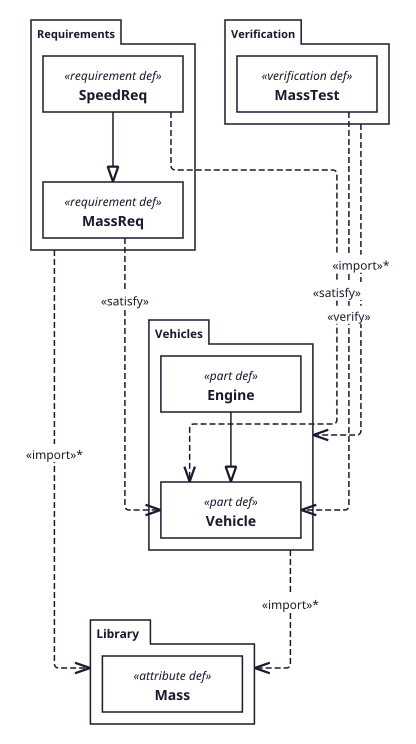 Requirements
«requirement def»
SpeedReq
«requirement def»
MassReq
Verification
«verification def»
MassTest
«import»*
«satisfy»
«satisfy»
«verify»
Vehicles
«part def»
Engine
«part def»
Vehicle
«import»*
«import»*
Library
«attribute def»
Mass